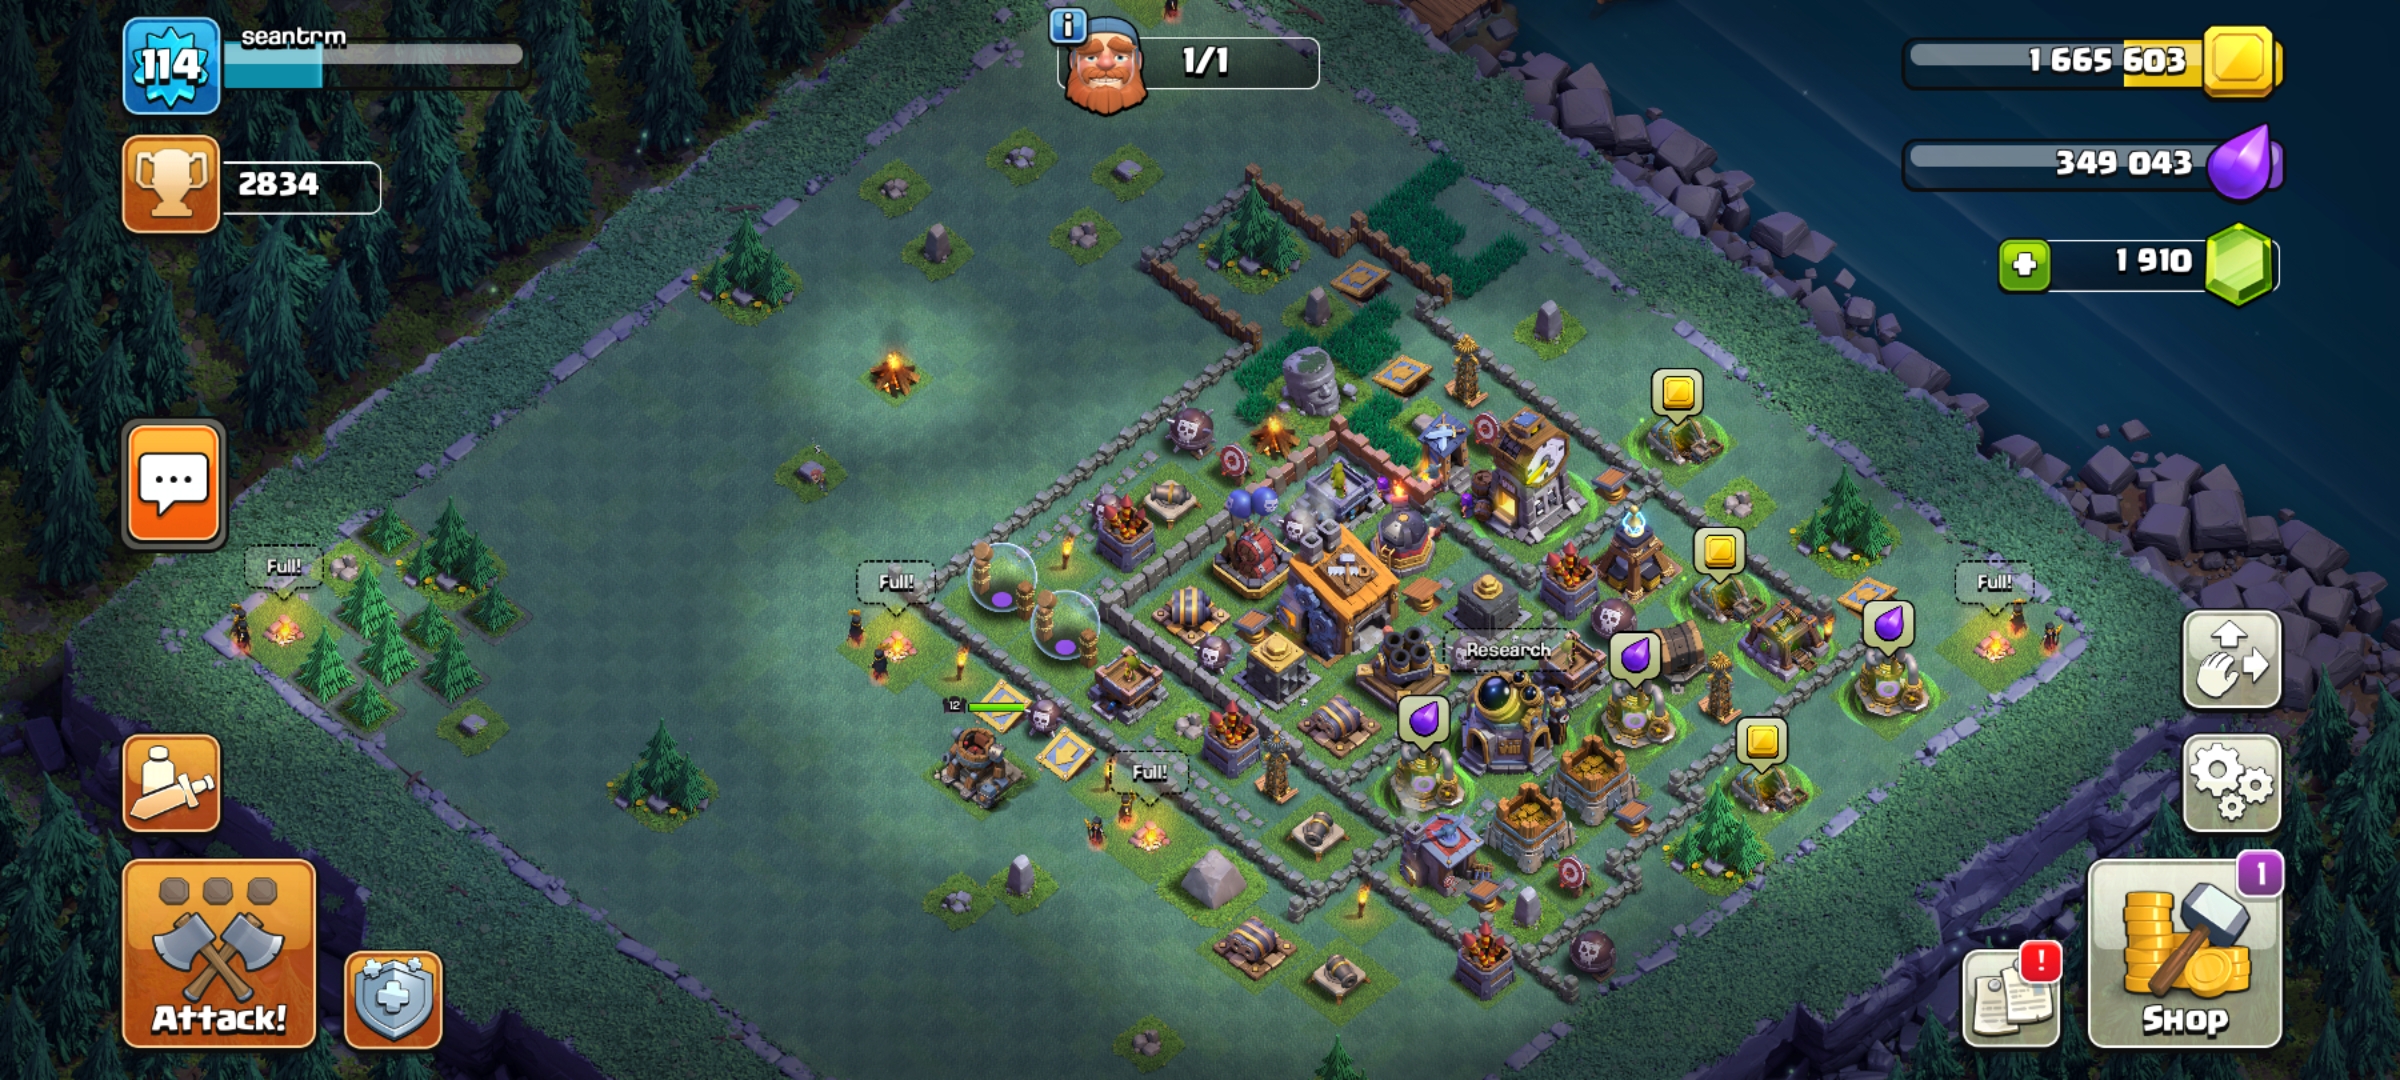 114
seantrm
1/1
1 665 603
2834
349 043
1 910
Full!
Full!
Full!
Research
12
Full!
1
Attack!
!
Shop